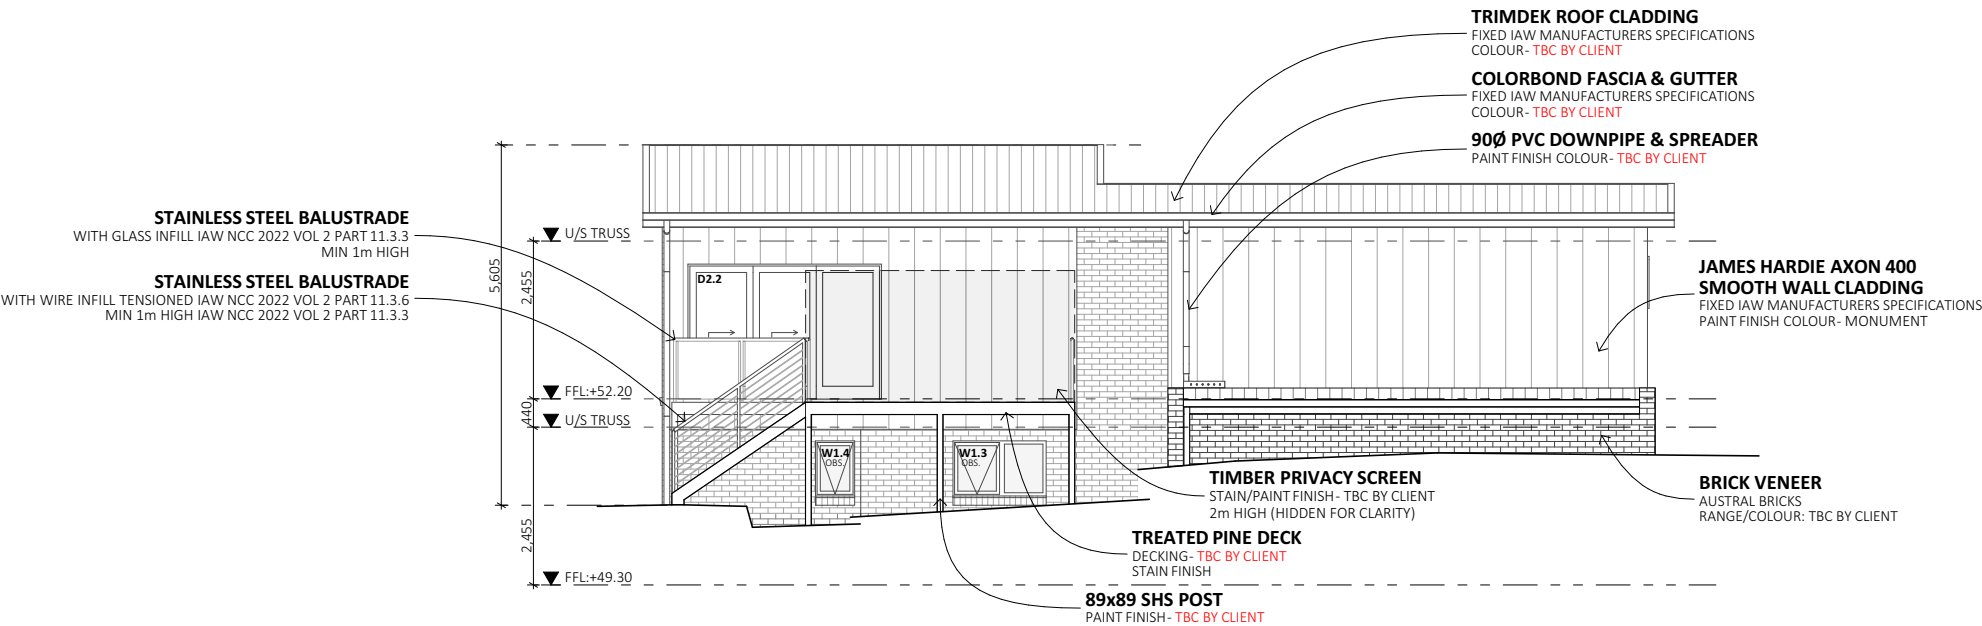 TRIMDEK ROOF CLADDING
FIXED IAW MANUFACTURERS SPECIFICATIONS
COLOUR- TBC BY CLIENT
COLORBOND FASCIA & GUTTER
FIXED IAW MANUFACTURERS SPECIFICATIONS
COLOUR- TBC BY CLIENT
90Ø PVC DOWNPIPE & SPREADER
PAINT FINISH COLOUR- TBC BY CLIENT
STAINLESS STEEL BALUSTRADE
WITH GLASS INFILL IAW NCC 2022 VOL 2 PART 11.3.3
MIN 1m HIGH
STAINLESS STEEL BALUSTRADE
WITH WIRE INFILL TENSIONED IAW NCC 2022 VOL 2 PART 11.3.6
MIN 1m HIGH IAW NCC 2022 VOL 2 PART 11.3.3
5,605
2,455
440
2,455
U/S TRUSS
FFL:+52.20
U/S TRUSS
FFL:+49.30
D2.2
W1.4
OBS.
W1.3
OBS.
JAMES HARDIE AXON 400
SMOOTH WALL CLADDING
FIXED IAW MANUFACTURERS SPECIFICATIONS
PAINT FINISH COLOUR- MONUMENT
TIMBER PRIVACY SCREEN
STAIN/PAINT FINISH- TBC BY CLIENT
2m HIGH (HIDDEN FOR CLARITY)
BRICK VENEER
AUSTRAL BRICKS
RANGE/COLOUR: TBC BY CLIENT
TREATED PINE DECK
DECKING- TBC BY CLIENT
STAIN FINISH
89x89 SHS POST
PAINT FINISH- TBC BY CLIENT